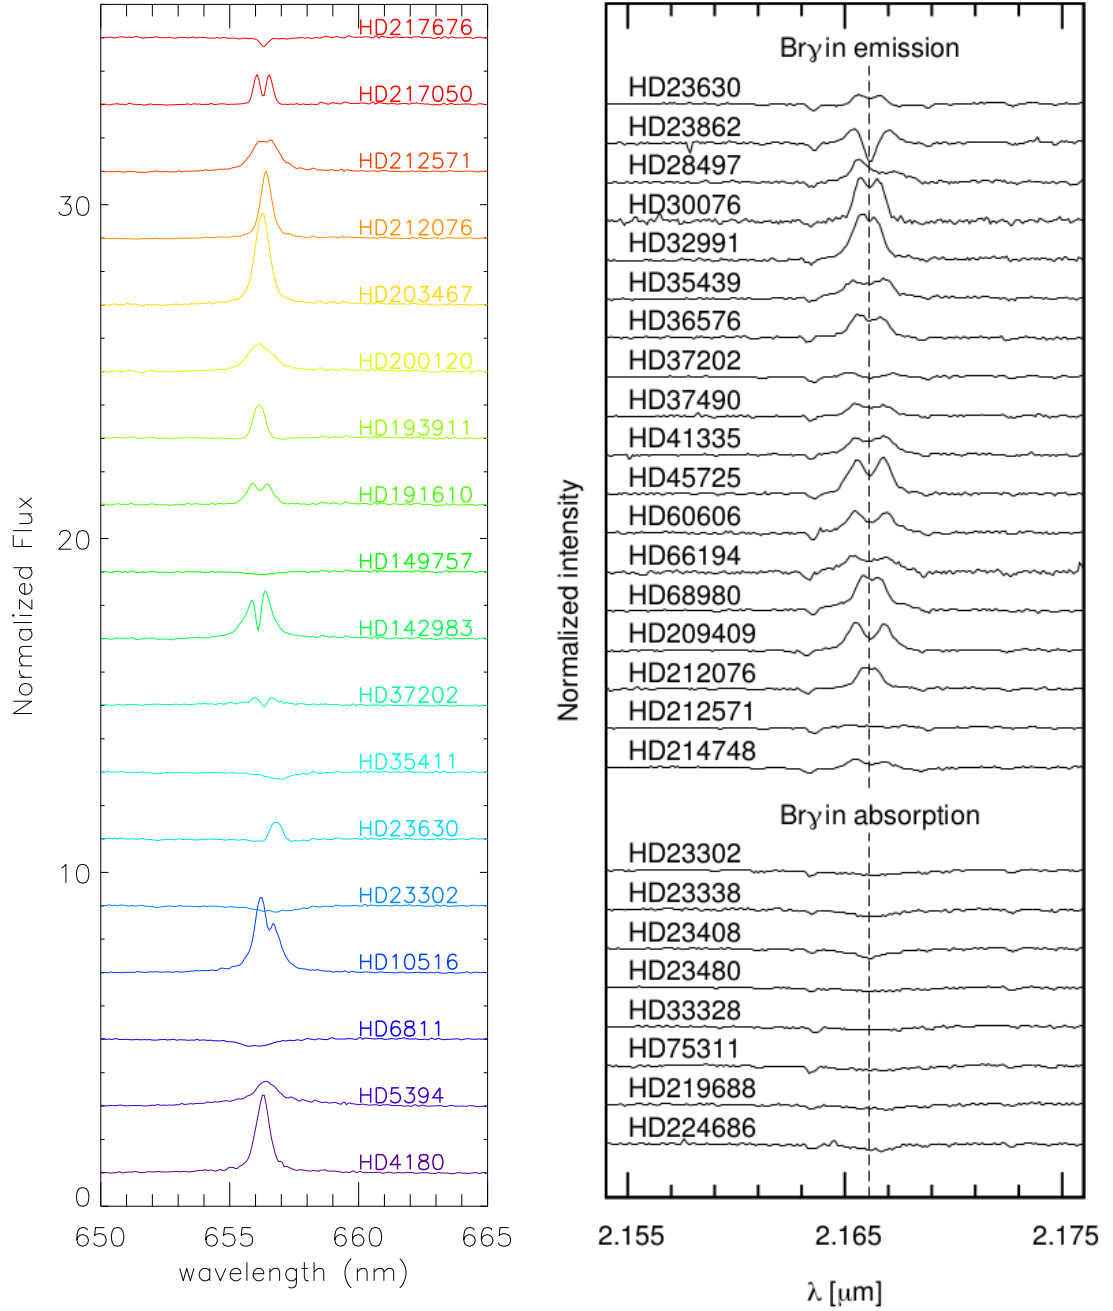 HD217676
HD217050
HD212571
30
HD212076
HD203467
HD200120
HD193911
HD191610
20
HD149757
HD142983
HD37202
HD35411
HD23630
10
HD23302
HD10516
HD6811
HD5394
HD4180
0
650 655 660 665
wavelength (nm)
Normalized Flux
Brγ in emission
HD23630
HD23862
HD28497
HD30076
HD32991
HD35439
HD36576
HD37202
HD37490
HD41335
HD45725
HD60606
HD66194
HD68980
HD209409
HD212076
HD212571
HD214748
Brγ in absorption
HD23302
HD23338
HD23408
HD23480
HD33328
HD75311
HD219688
HD224686
2.155 2.165 2.175
λ [μm]
Normalized intensity